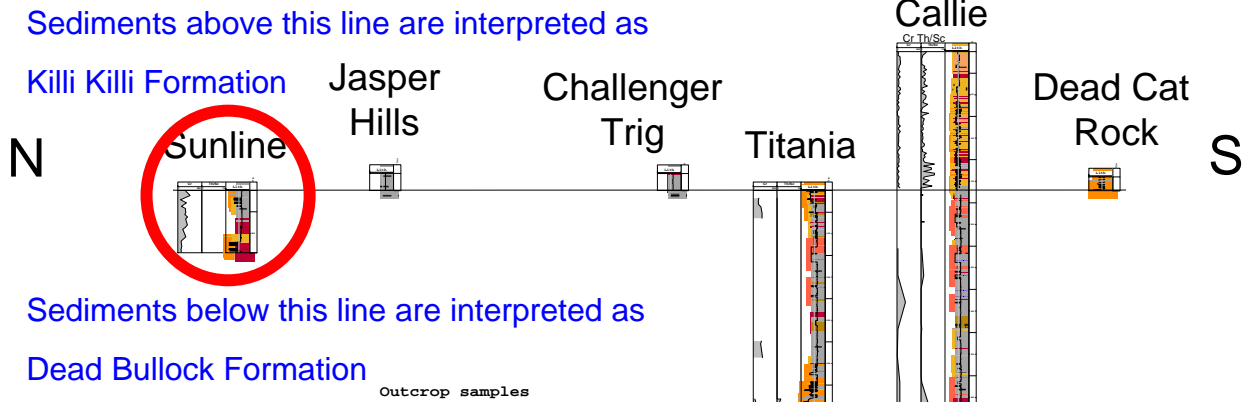 Sediments above this line are interpreted as
Killi Killi Formation
N
Sunline
Jasper
Hills
Challenger
Trig
Titania
Callie
Cr Th/Sc
Dead Cat
Rock
S
Sediments below this line are interpreted as
Dead Bullock Formation
Outcrop samples